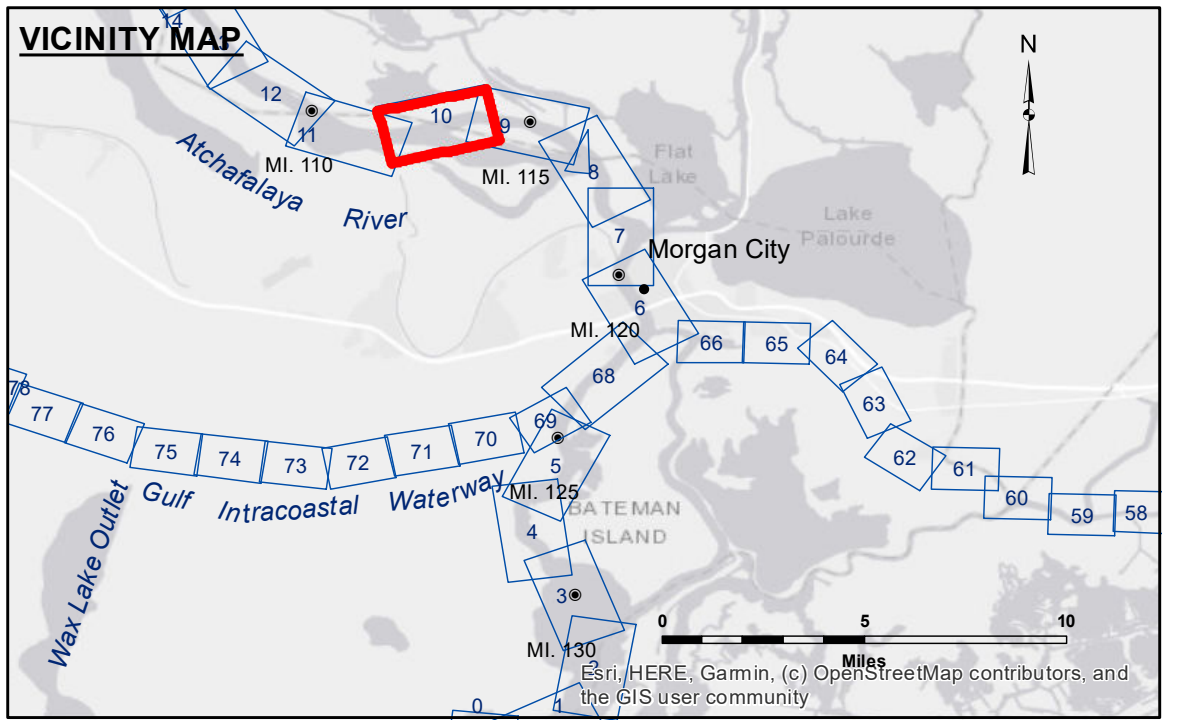 14
VICINITY MAP
N
12
10
9
11
MI. 110
MI. 115
8
Flat
Lake
Atchafalaya River
Lake
Palourde
7
Morgan City
6
MI. 120
66
65
64
68
63
78
77
76
75
74
73
72
71
70
69
62
61
60
59
58
5
MI. 125
Gulf Intracoastal Waterway
BATEMAN
ISLAND
4
Wax Lake Outlet
3
MI. 130
2
0 5 10
Miles
Esri, HERE, Garmin, (c) OpenStreetMap contributors, and
the GIS user community
0
1